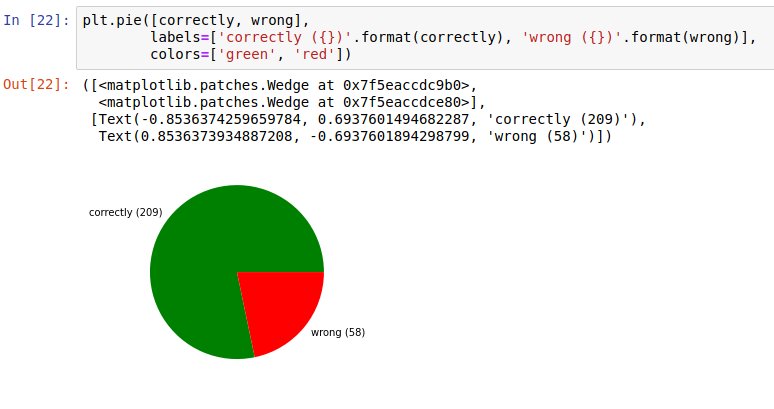 In [22]: plt.pie([correctly, wrong],
labels=['correctly ({})'.format(correctly), 'wrong ({})'.format(wrong)],
colors=['green', 'red'])
Out[22]: ([<matplotlib.patches.Wedge at 0x7f5eaccdc9b0>,
<matplotlib.patches.Wedge at 0x7f5eaccdce80>],
[Text(-0.8536374259659784, 0.6937601494682287, 'correctly (209)'),
Text(0.8536373934887208, -0.6937601894298799, 'wrong (58)')])
correctly (209)
wrong (58)